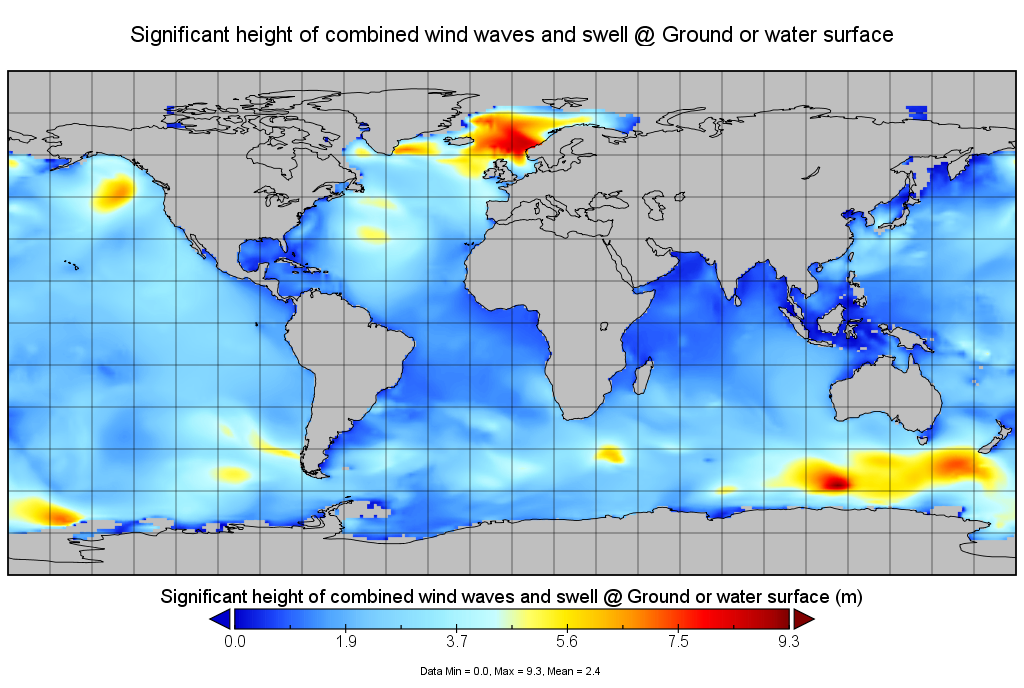 Significant height of combined wind waves and swell @ Ground or water surface
Significant height of combined wind waves and swell @ Ground or water surface (m)
0.0 1.9 3.7 5.6 7.5 9.3
Data Min = 0.0, Max = 9.3, Mean = 2.4